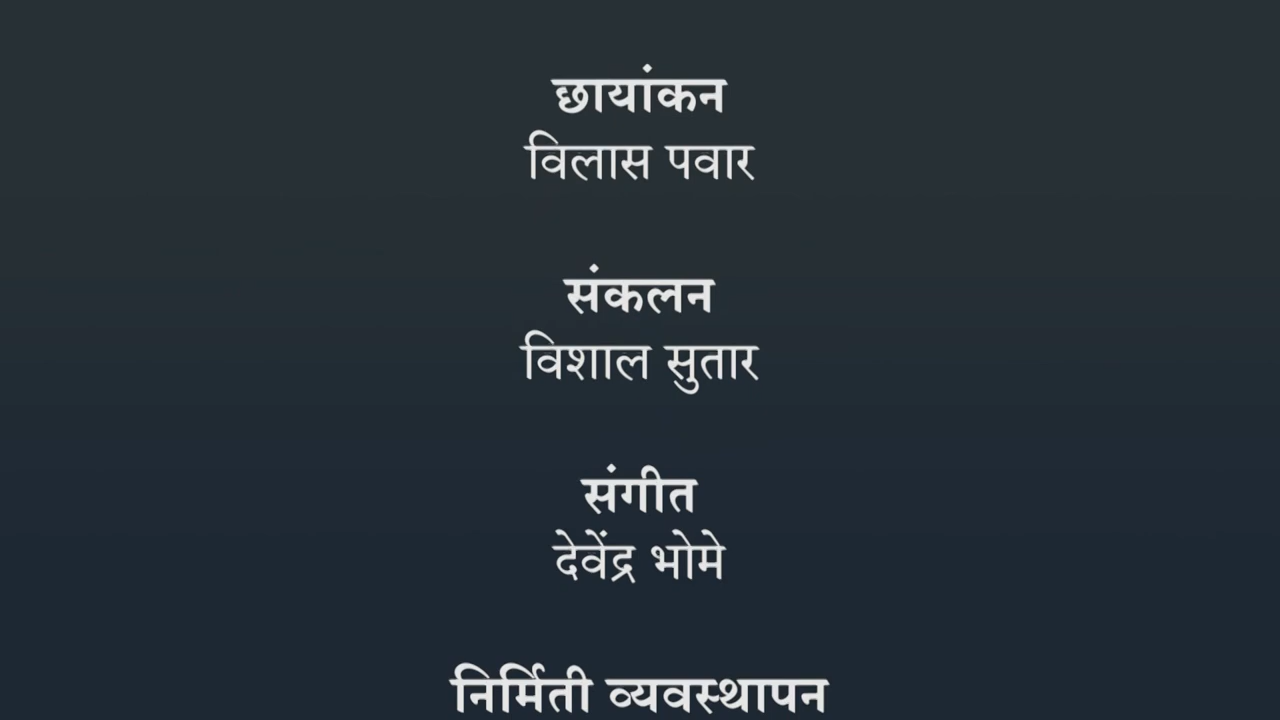 छायांकन
विलास पवार
संकलन
विशाल सुतार
संगीत
देवेंद्र भोमे
निर्मिती व्यवस्थापन